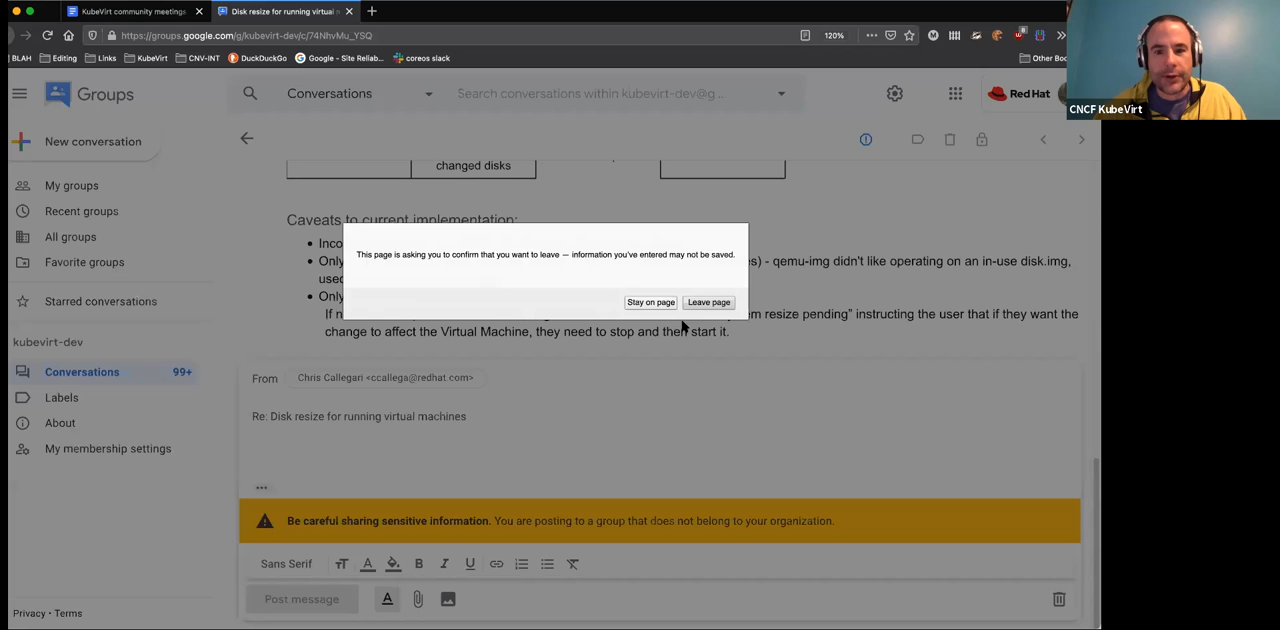 KubeVirt community meetings
Disk resize for running virtual
https://groups.google.com/g/kubevirt-dev/c/74NhvMu_YSQ
120%
BLAH Editing Links KubeVirt CNV-INT DuckDuckGo Google - Site Reliab... coreos slack
Other Boo
CNCF KubeVirt
Groups
Conversations
Search conversations within kubevirt-dev@g...
Red Hat
New conversation
My groups
Recent groups
All groups
Favorite groups
Starred conversations
kubevirt-dev
Conversations 99+
Labels
About
My membership settings
Privacy • Terms
changed disks
Caveats to current implementation:
This page is asking you to confirm that you want to leave — information you've entered may not be saved.
Stay on page Leave page
• Inco
• Only es) - qemu-img didn't like operating on an in-use disk.img,
used
• Only
If n em resize pending" instructing the user that if they want the
change to affect the Virtual Machine, they need to stop and then start it.
From Chris Callegari <ccallega@redhat.com>
Re: Disk resize for running virtual machines
Be careful sharing sensitive information. You are posting to a group that does not belong to your organization.
Sans Serif
Post message